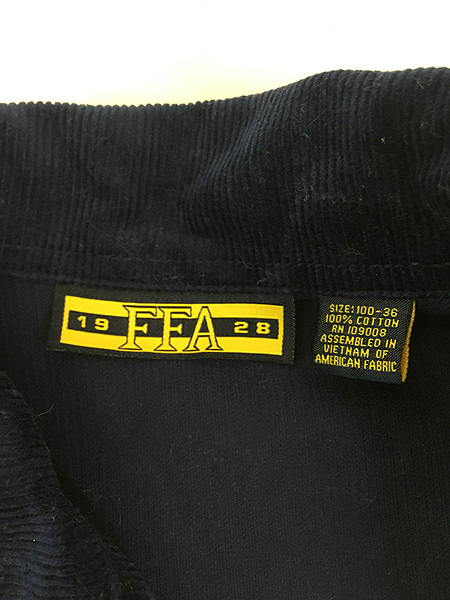 19 FFA 28
SIZE: 100-36
100% COTTON
RN 109008
ASSEMBLED IN
VIETNAM OF
AMERICAN FABRIC